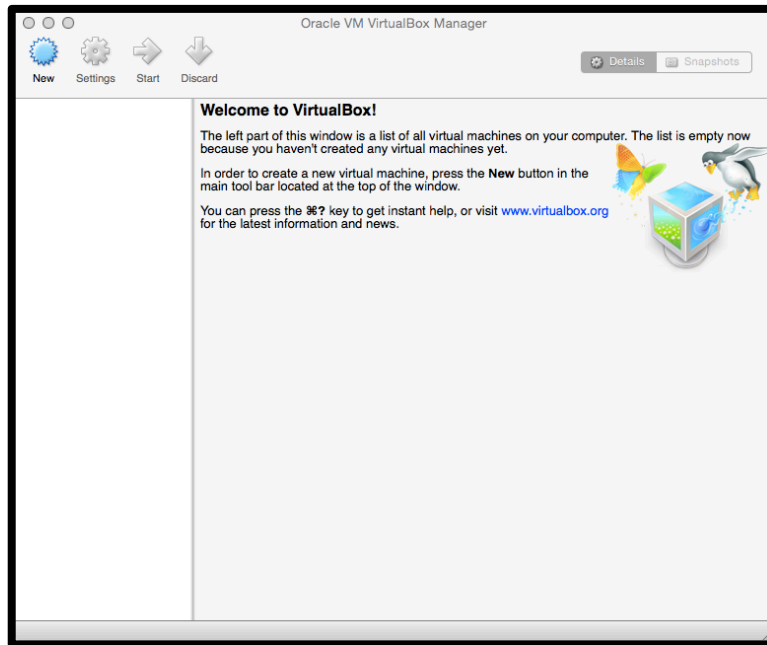 Oracle VM VirtualBox Manager
New Settings Start Discard
Details Snapshots
Welcome to VirtualBox!
The left part of this window is a list of all virtual machines on your computer. The list is empty now
because you haven't created any virtual machines yet.
In order to create a new virtual machine, press the New button in the
main tool bar located at the top of the window.
You can press the ⌘? key to get instant help, or visit www.virtualbox.org
for the latest information and news.